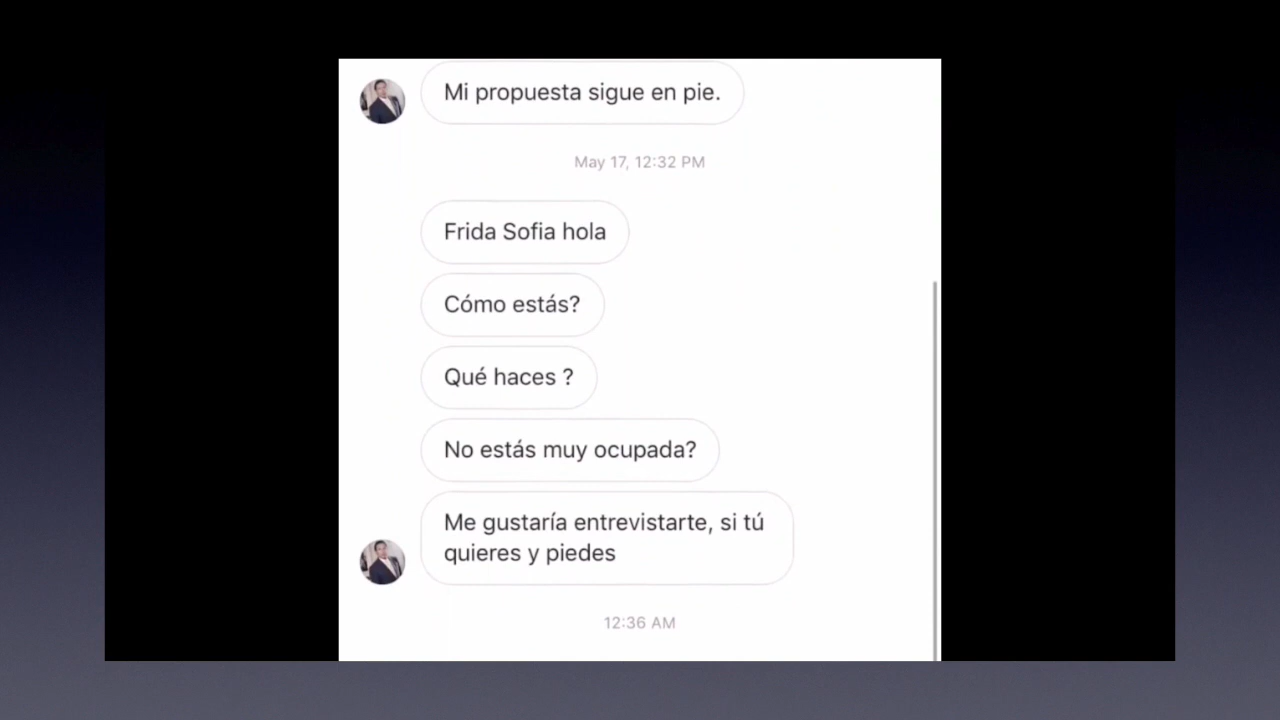 Mi propuesta sigue en pie.
May 17, 12:32 PM
Frida Sofia hola
Cómo estás?
Qué haces ?
No estás muy ocupada?
Me gustaría entrevistarte, si tú
quieres y piedes
12:36 AM